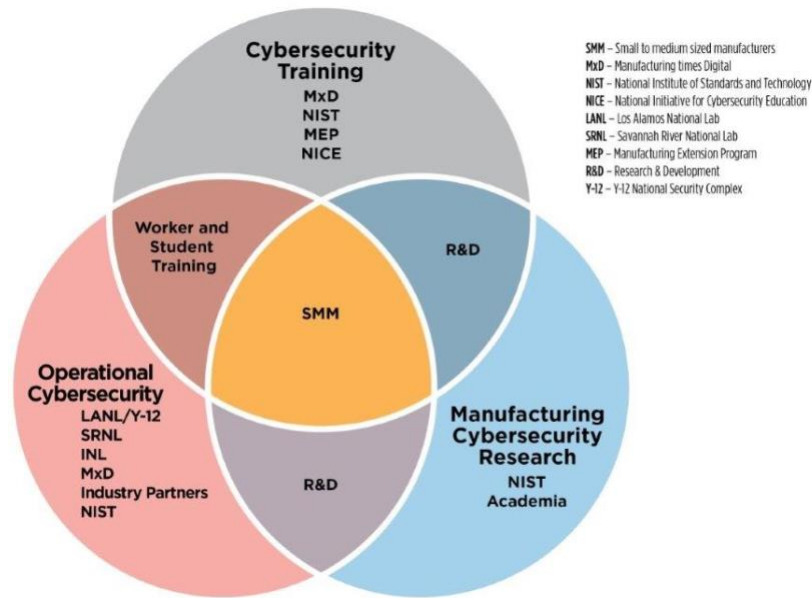 Cybersecurity
Training
MxD
NIST
MEP
NICE
SMM – Small to medium sized manufacturers
MxD – Manufacturing times Digital
NIST – National Institute of Standards and Technology
NICE – National Initiative for Cybersecurity Education
LANL – Los Alamos National Lab
SRNL – Savannah River National Lab
MEP – Manufacturing Extension Program
R&D – Research & Development
Y-12 – Y-12 National Security Complex
Worker and
Student
Training
R&D
SMM
Operational
Cybersecurity
LANL/Y-12
SRNL
INL
MxD
Industry Partners
NIST
R&D
Manufacturing
Cybersecurity
Research
NIST
Academia